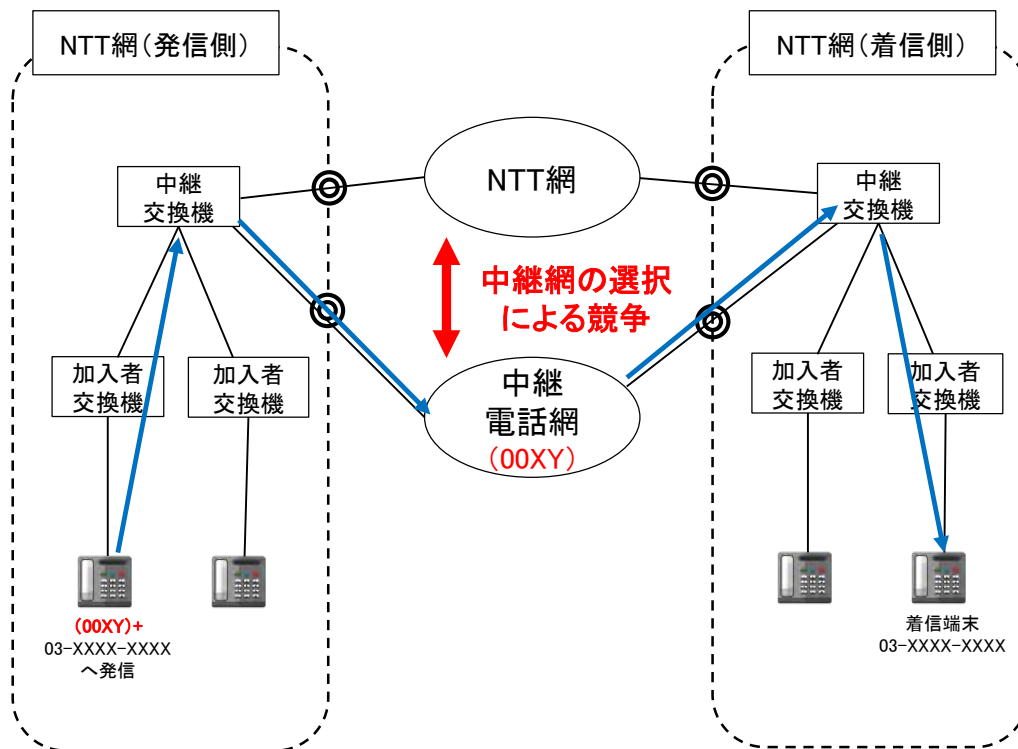 NTT網(発信側)
NTT網(着信側)
中継
交換機
NTT網
中継
交換機
中継網の選択
による競争
加入者
交換機
加入者
交換機
中継
電話網
(00XY)
加入者
交換機
加入者
交換機
(00XY)+
03-XXXX-XXXX
へ発信
着信端末
03-XXXX-XXXX